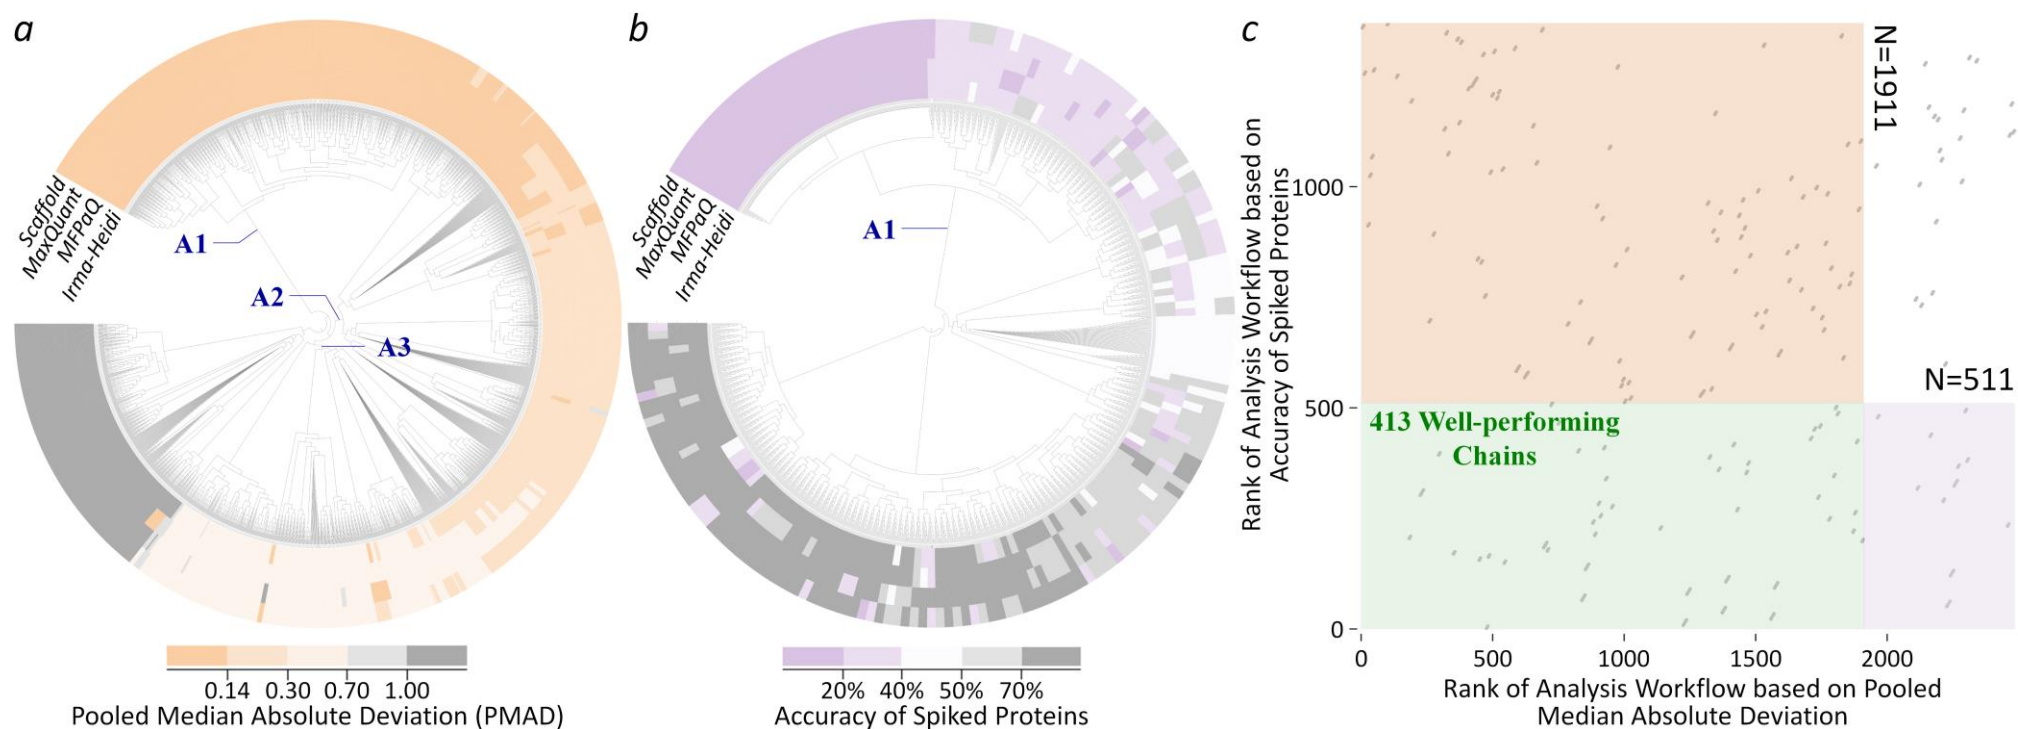 a
Scaffold
MaxQuant
MFPaQ
Irma-Heidi
A1
A2
A3
0.14 0.30 0.70 1.00
Pooled Median Absolute Deviation (PMAD)
b
Scaffold
MaxQuant
MFPaQ
Irma-Heidi
A1
20% 40% 50% 70%
Accuracy of Spiked Proteins
c
Rank of Analysis Workflow based on
Accuracy of Spiked Proteins
1000
500
0
N=1911
N=511
413 Well-performing
Chains
0 500 1000 1500 2000
Rank of Analysis Workflow based on Pooled
Median Absolute Deviation